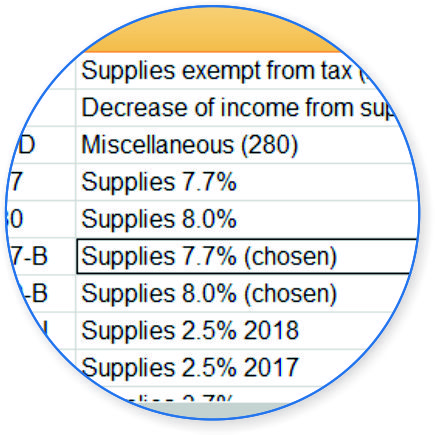 Supplies exempt from tax (
Decrease of income from sup
D Miscellaneous (280)
7 Supplies 7.7%
30 Supplies 8.0%
7-B Supplies 7.7% (chosen)
-B Supplies 8.0% (chosen)
Supplies 2.5% 2018
Supplies 2.5% 2017